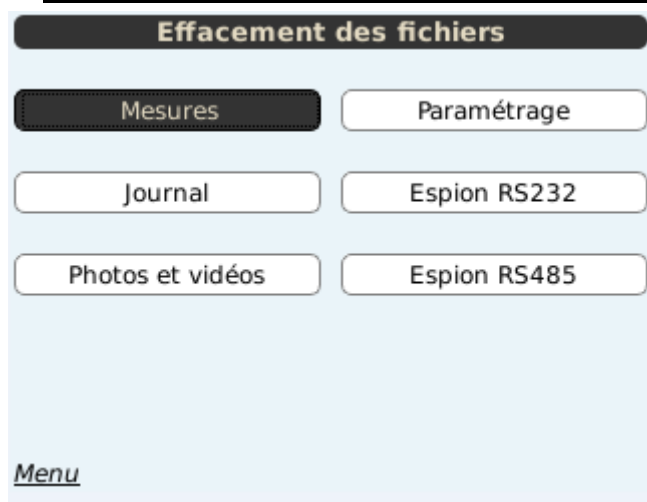 Effacement des fichiers
Mesures
Paramétrage
Journal
Espion RS232
Photos et vidéos
Espion RS485
Menu